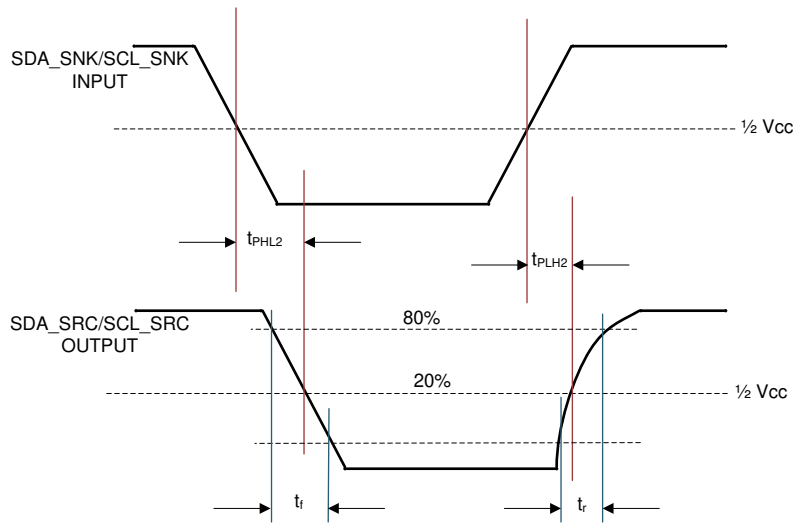 SDA_SNK/SCL_SNK
INPUT
½ Vcc
tPHL2
tPLH2
SDA_SRC/SCL_SRC
OUTPUT
80%
20%
½ Vcc
tf
tr